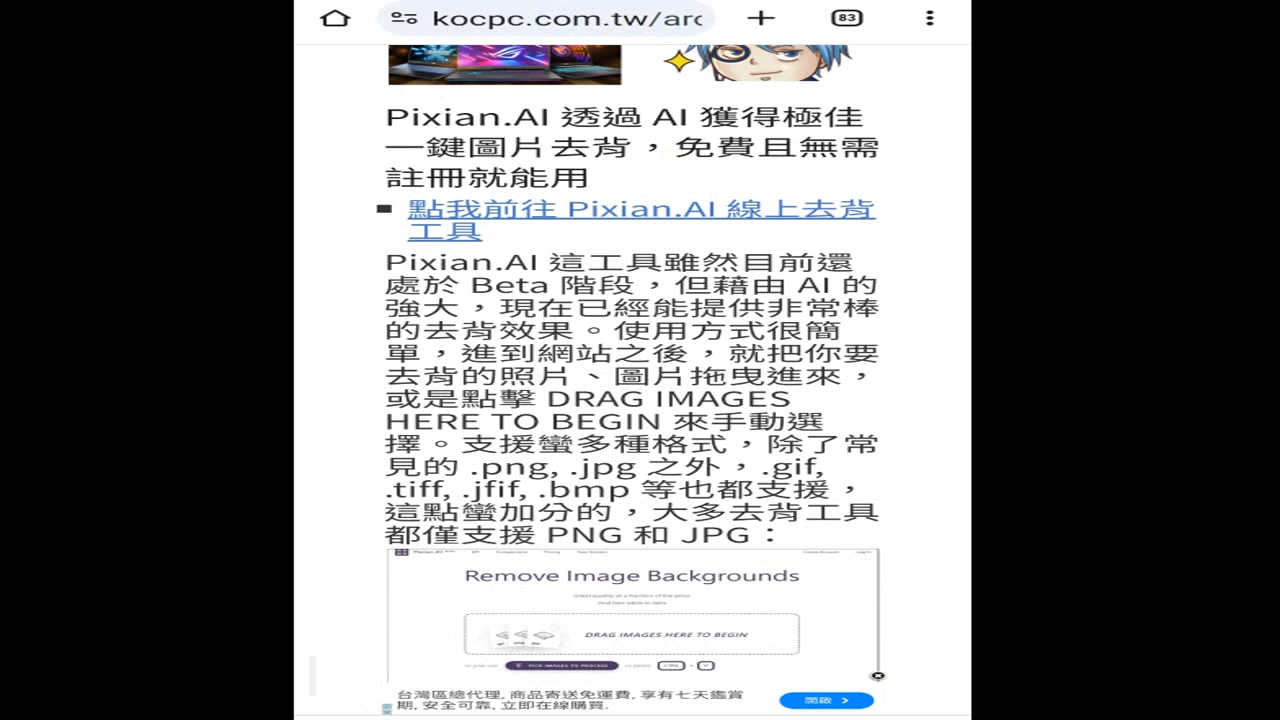 kocpc.com.tw/arc
83
Pixian.AI 透過 AI 獲得極佳
一鍵圖片去背，免費且無需
註冊就能用
點我前往 Pixian.AI 線上去背
工具
Pixian.AI 這工具雖然目前還
處於 Beta 階段，但藉由 AI 的
強大，現在已經能提供非常棒
的去背效果。使用方式很簡
單，進到網站之後，就把你要
去背的照片、圖片拖曳進來，
或是點擊 DRAG IMAGES
HERE TO BEGIN 來手動選
擇。支援蠻多種格式，除了常
見的 .png, .jpg 之外，.gif,
.tiff, .jfif, .bmp 等也都支援，
這點蠻加分的，大多去背工具
都僅支援 PNG 和 JPG：
Remove Image Backgrounds
DRAG IMAGES HERE TO BEGIN
PICK IMAGES TO PROCESS
台灣區總代理, 商品寄送免運費, 享有七天鑑賞
期, 安全可靠, 立即在線購買.
開啟